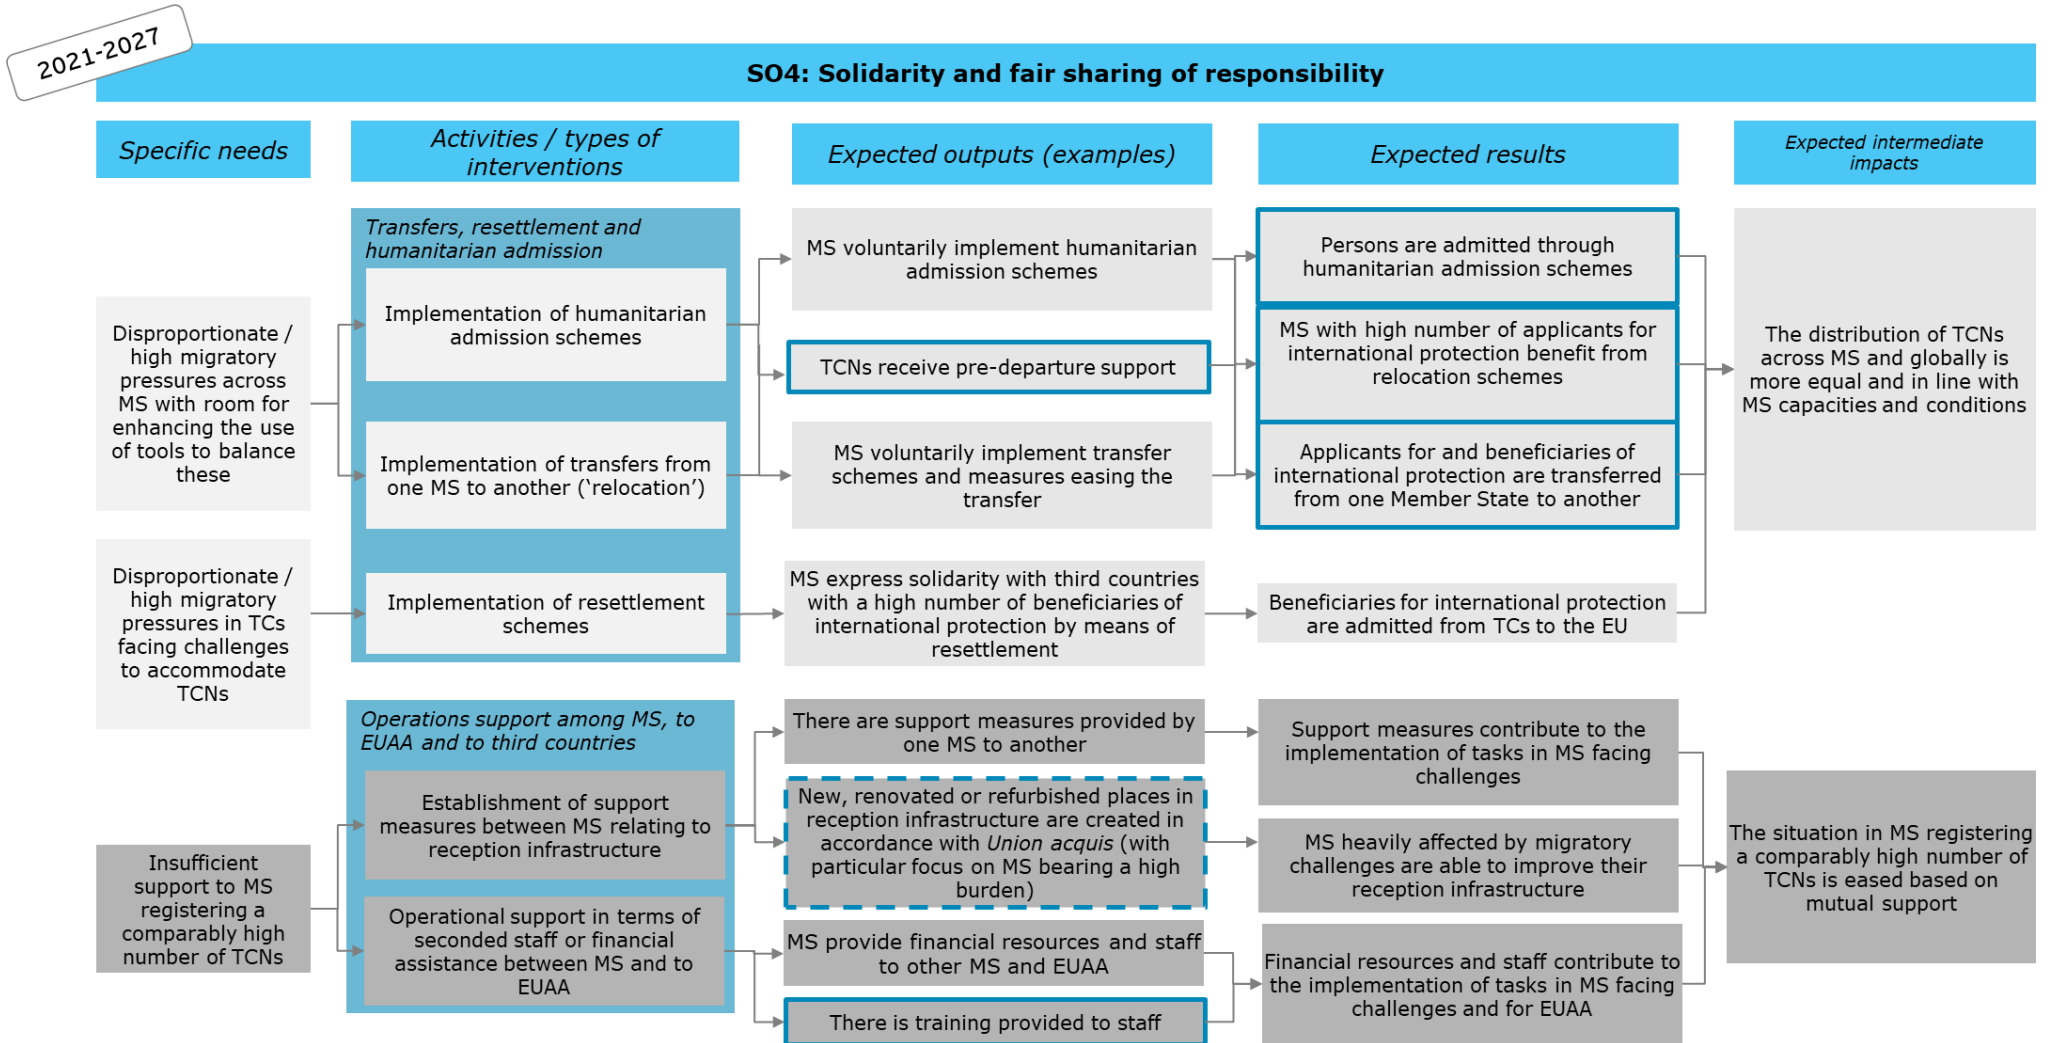 2021-2027
SO4: Solidarity and fair sharing of responsibility
Specific needs
Activities / types of
interventions
Expected outputs (examples)
Expected results
Expected intermediate
impacts
Disproportionate /
high migratory
pressures across
MS with room for
enhancing the use
of tools to balance
these
Disproportionate /
high migratory
pressures in TCs
facing challenges
to accommodate
TCNs
Transfers, resettlement and
humanitarian admission
Implementation of humanitarian
admission schemes
Implementation of transfers from
one MS to another (‘relocation’)
Implementation of resettlement
schemes
MS voluntarily implement humanitarian
admission schemes
TCNs receive pre-departure support
MS voluntarily implement transfer
schemes and measures easing the
transfer
MS express solidarity with third countries
with a high number of beneficiaries of
international protection by means of
resettlement
Persons are admitted through
humanitarian admission schemes
MS with high number of applicants for
international protection benefit from
relocation schemes
Applicants for and beneficiaries of
international protection are transferred
from one Member State to another
Beneficiaries for international protection
are admitted from TCs to the EU
The distribution of TCNs
across MS and globally is
more equal and in line with
MS capacities and conditions
Insufficient
support to MS
registering a
comparably high
number of TCNs
Operations support among MS, to
EUAA and to third countries
Establishment of support
measures between MS relating to
reception infrastructure
Operational support in terms of
seconded staff or financial
assistance between MS and to
EUAA
There are support measures provided by
one MS to another
New, renovated or refurbished places in
reception infrastructure are created in
accordance with Union acquis (with
particular focus on MS bearing a high
burden)
MS provide financial resources and staff
to other MS and EUAA
There is training provided to staff
Support measures contribute to the
implementation of tasks in MS facing
challenges
MS heavily affected by migratory
challenges are able to improve their
reception infrastructure
Financial resources and staff contribute to
the implementation of tasks in MS facing
challenges and for EUAA
The situation in MS registering
a comparably high number of
TCNs is eased based on
mutual support